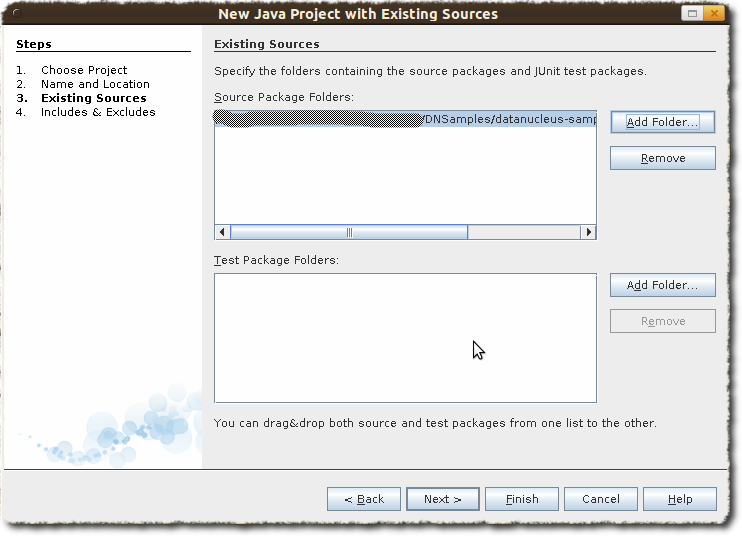 New Java Project with Existing Sources
Steps
1. Choose Project
2. Name and Location
3. Existing Sources
4. Includes & Excludes
Existing Sources
Specify the folders containing the source packages and JUnit test packages.
Source Package Folders:
/DNSamples/datanucleus-samp
Add Folder...
Remove
Test Package Folders:
Add Folder...
Remove
You can drag&drop both source and test packages from one list to the other.
< Back
Next >
Finish
Cancel
Help